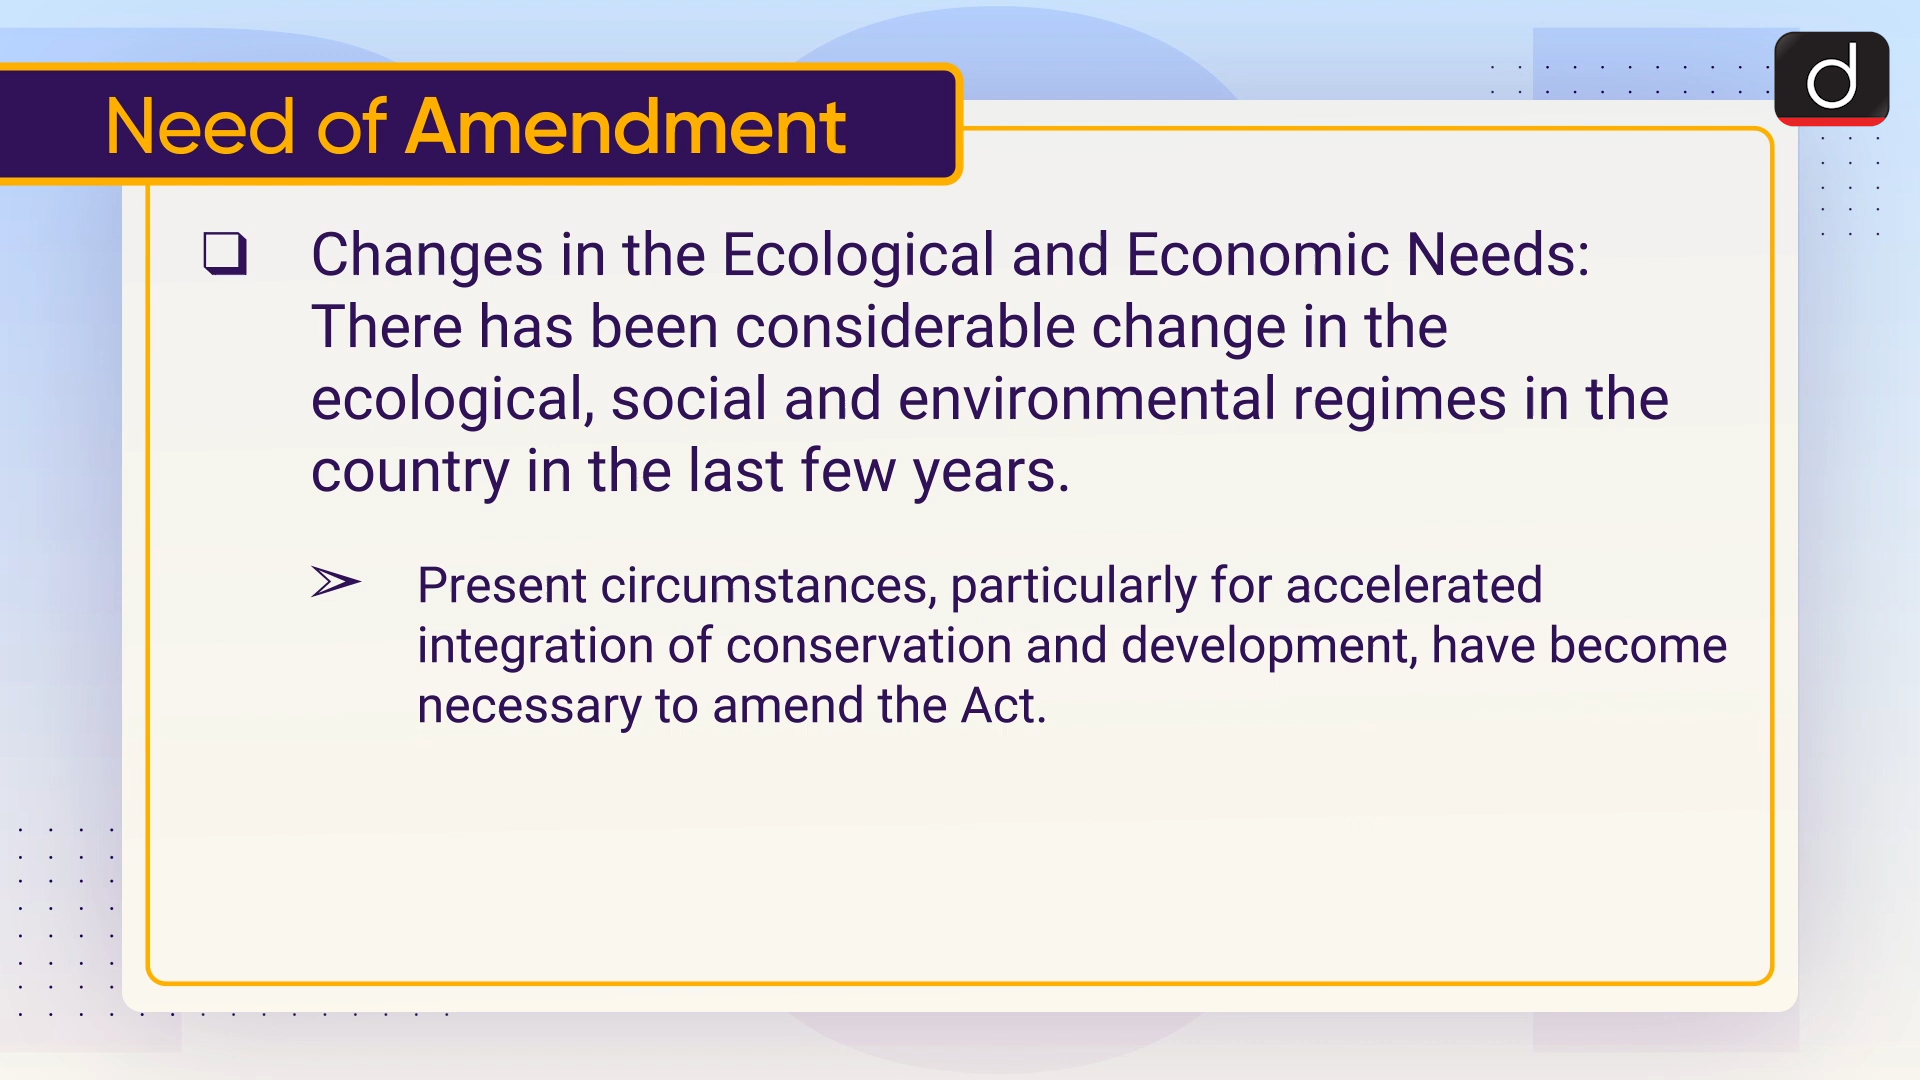 Need of Amendment
❑ Changes in the Ecological and Economic Needs:
There has been considerable change in the
ecological, social and environmental regimes in the
country in the last few years.
➢ Present circumstances, particularly for accelerated
integration of conservation and development, have become
necessary to amend the Act.
d